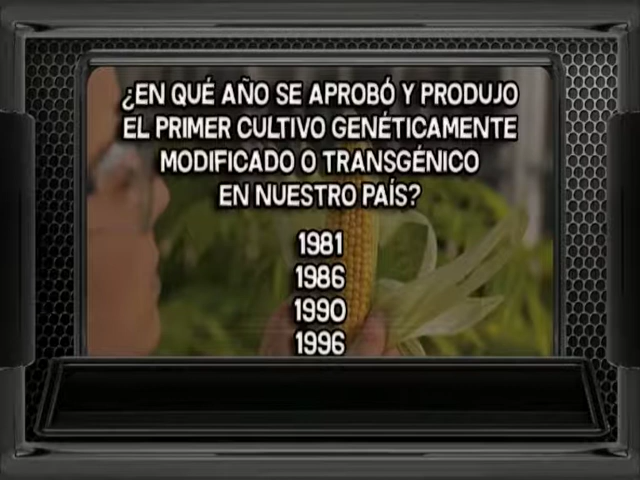 ¿EN QUÉ AÑO SE APROBÓ Y PRODUJO
EL PRIMER CULTIVO GENÉTICAMENTE
MODIFICADO O TRANSGÉNICO
EN NUESTRO PAÍS?
1981
1986
1990
1996